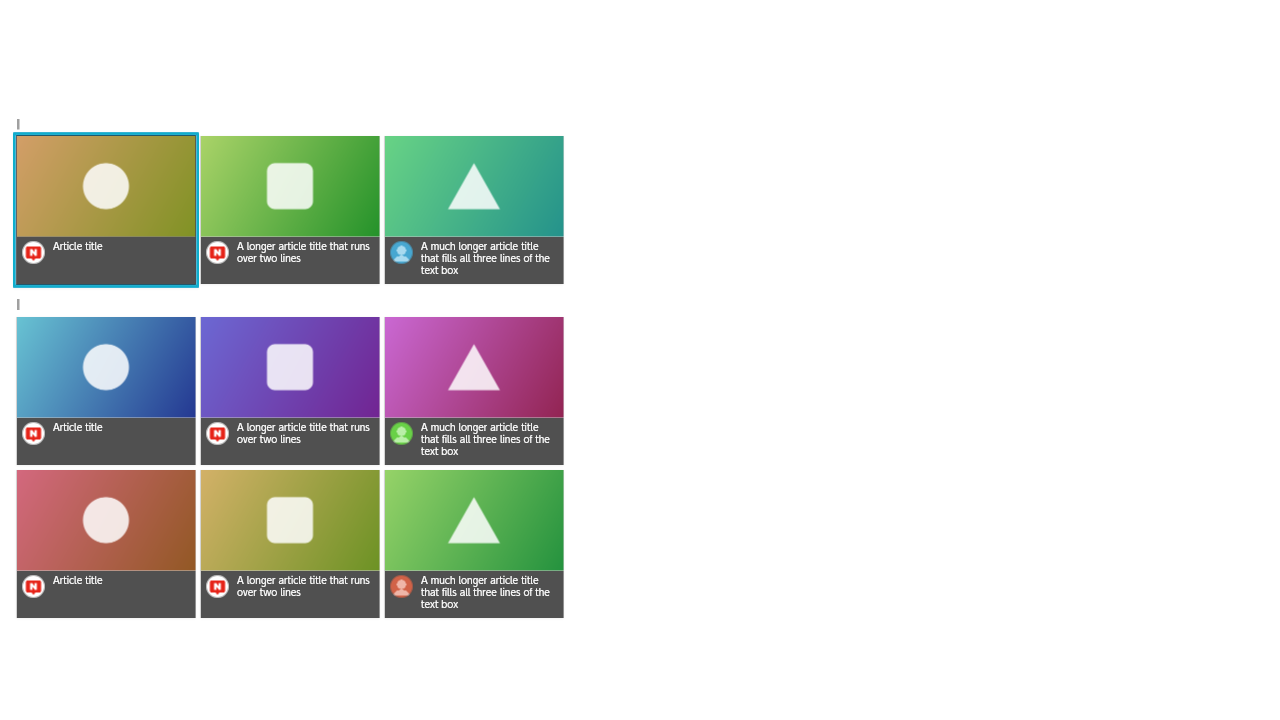 Article title
A longer article title that runs
over two lines
A much longer article title
that fills all three lines of the
text box
Article title
A longer article title that runs
over two lines
A much longer article title
that fills all three lines of the
text box
Article title
A longer article title that runs
over two lines
A much longer article title
that fills all three lines of the
text box